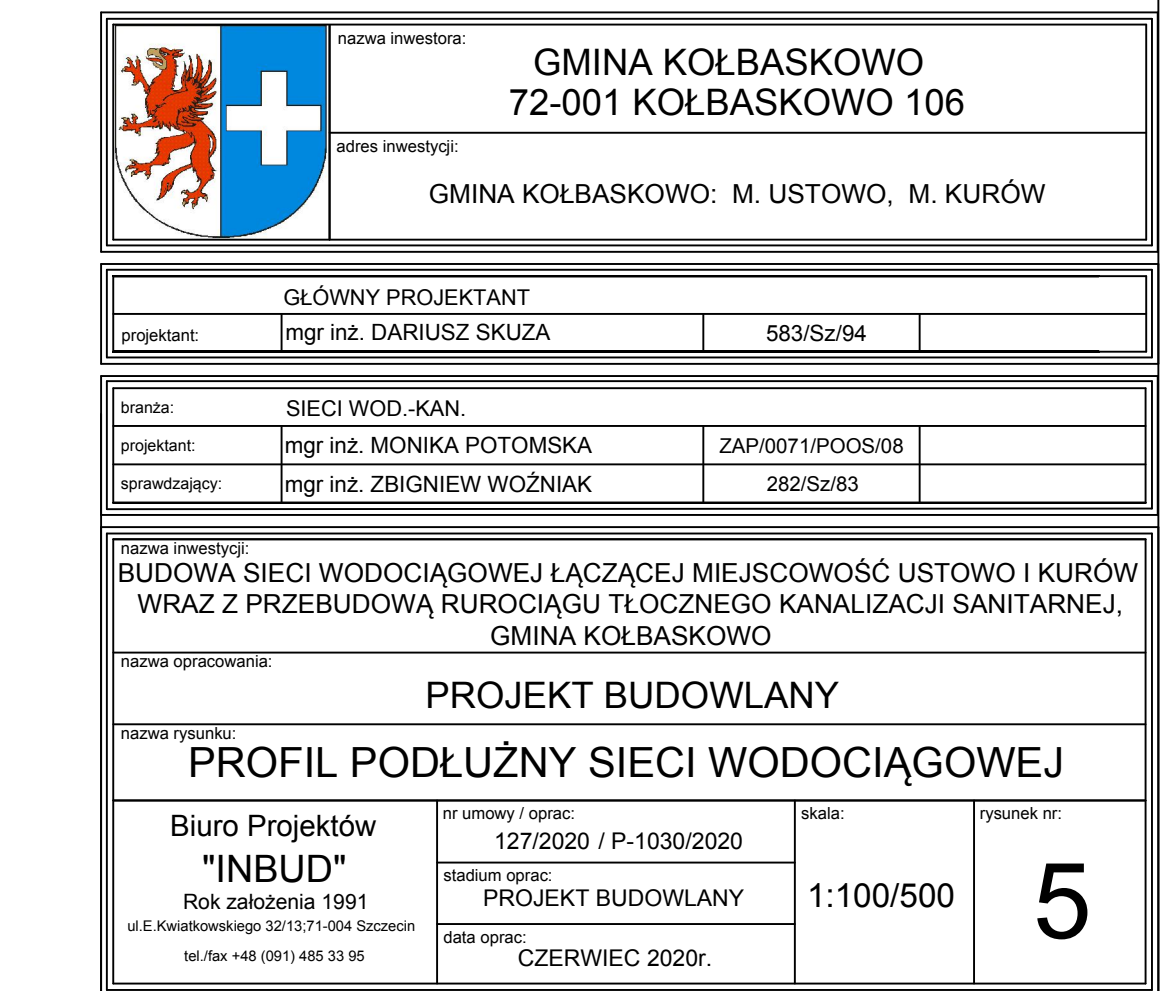 nazwa inwestora:
GMINA KOŁBASKOWO
72-001 KOŁBASKOWO 106
adres inwestycji:
GMINA KOŁBASKOWO: M. USTOWO, M. KURÓW
GŁÓWNY PROJEKTANT
projektant: mgr inż. DARIUSZ SKUZA 583/Sz/94
branża: SIECI WOD.-KAN.
projektant: mgr inż. MONIKA POTOMSKA ZAP/0071/POOS/08
sprawdzający: mgr inż. ZBIGNIEW WOŹNIAK 282/Sz/83
nazwa inwestycji:
BUDOWA SIECI WODOCIĄGOWEJ ŁĄCZĄCEJ MIEJSCOWOŚĆ USTOWO I KURÓW
WRAZ Z PRZEBUDOWĄ RUROCIĄGU TŁOCZNEGO KANALIZACJI SANITARNEJ,
GMINA KOŁBASKOWO
nazwa opracowania:
PROJEKT BUDOWLANY
nazwa rysunku:
PROFIL PODŁUŻNY SIECI WODOCIĄGOWEJ
Biuro Projektów
"INBUD"
Rok założenia 1991
ul.E.Kwiatkowskiego 32/13;71-004 Szczecin
tel./fax +48 (091) 485 33 95
nr umowy / oprac:
127/2020 / P-1030/2020
stadium oprac:
PROJEKT BUDOWLANY
data oprac:
CZERWIEC 2020r.
skala:
1:100/500
rysunek nr:
5